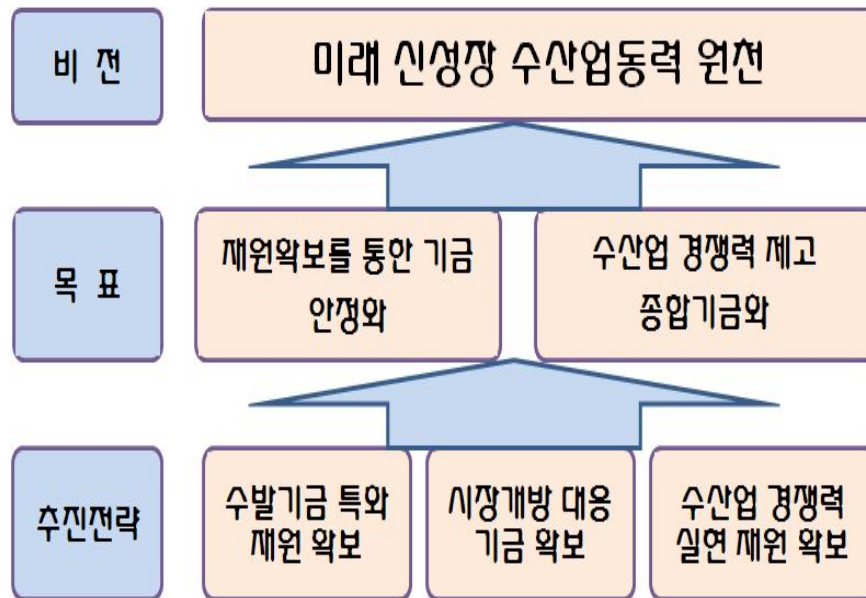 비 전
미래 신성장 수산업동력 원천
목 표
재원확보를 통한 기금
안정화
수산업 경쟁력 제고
종합기금화
추진전략
수발기금 특화
재원 확보
시장개방 대응
기금 확보
수산업 경쟁력
실현 재원 확보